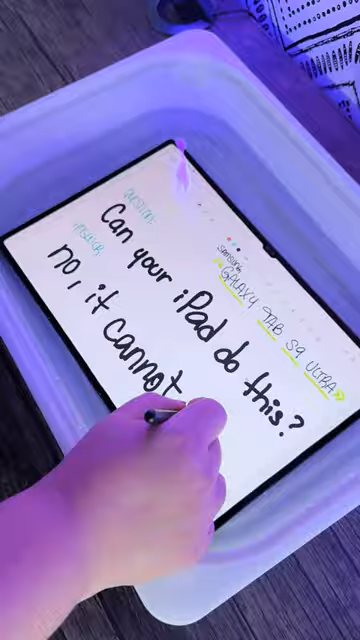 Samsung
GALAXY TAB S9 ULTRA
QUESTION:
Can your iPad do this?
ANSWER:
no, it cannot